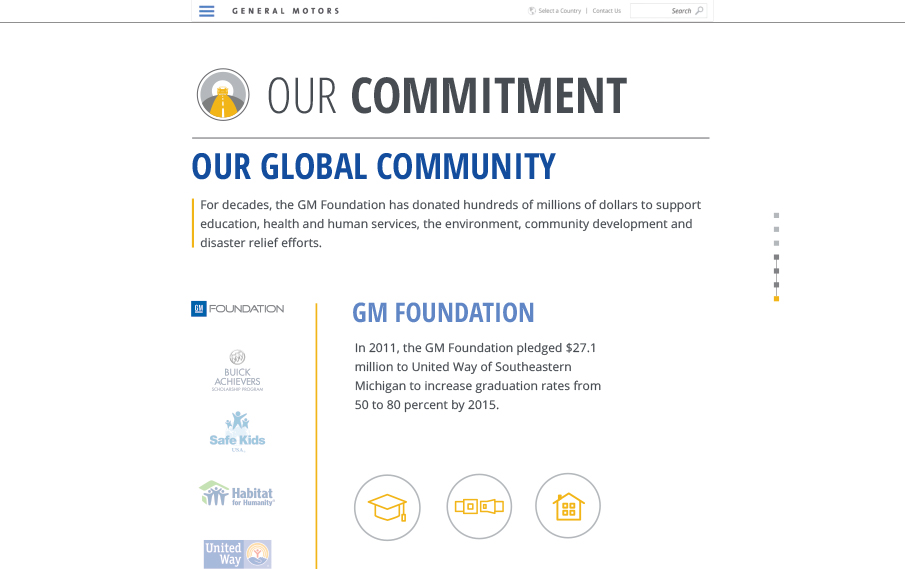 GENERAL MOTORS
Select a Country | Contact Us
Search
OUR COMMITMENT
OUR GLOBAL COMMUNITY
For decades, the GM Foundation has donated hundreds of millions of dollars to support
education, health and human services, the environment, community development and
disaster relief efforts.
GM FOUNDATION
BUICK
ACHIEVERS
SCHOLARSHIP PROGRAM
Safe Kids
USA
Habitat
for Humanity®
United
Way
GM FOUNDATION
In 2011, the GM Foundation pledged $27.1
million to United Way of Southeastern
Michigan to increase graduation rates from
50 to 80 percent by 2015.